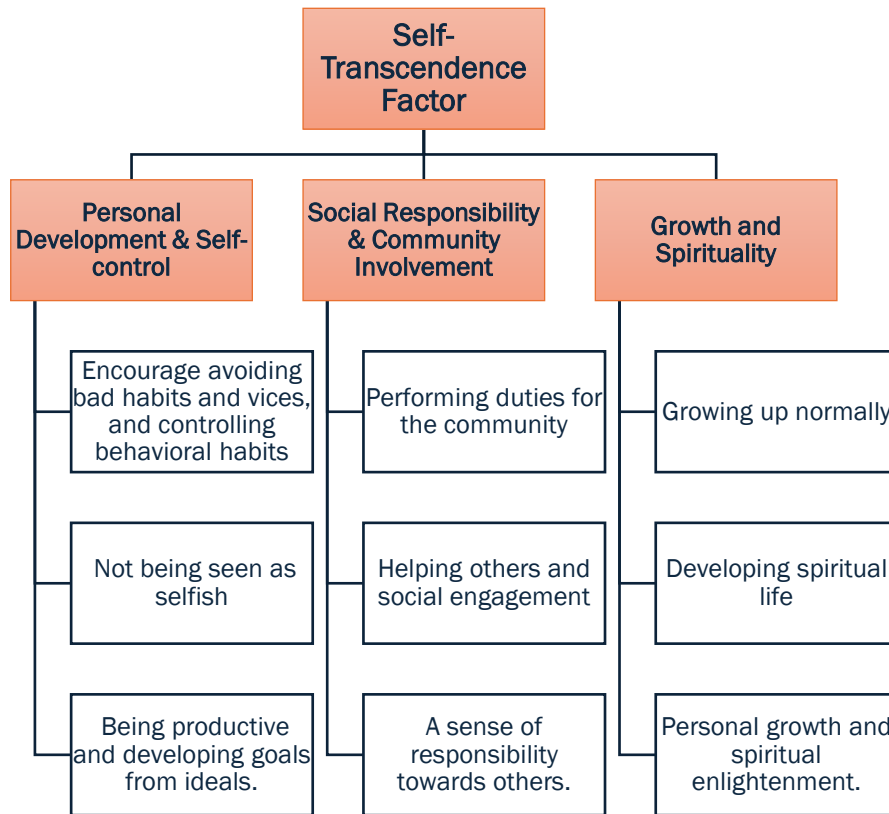 Self-
Transcendence
Factor
Personal
Development & Self-
control
Social Responsibility
& Community
Involvement
Growth and
Spirituality
Encourage avoiding
bad habits and vices,
and controlling
behavioral habits
Performing duties for
the community
Growing up normally
Not being seen as
selfish
Helping others and
social engagement
Developing spiritual
life
Being productive
and developing goals
from ideals.
A sense of
responsibility
towards others.
Personal growth and
spiritual
enlightenment.